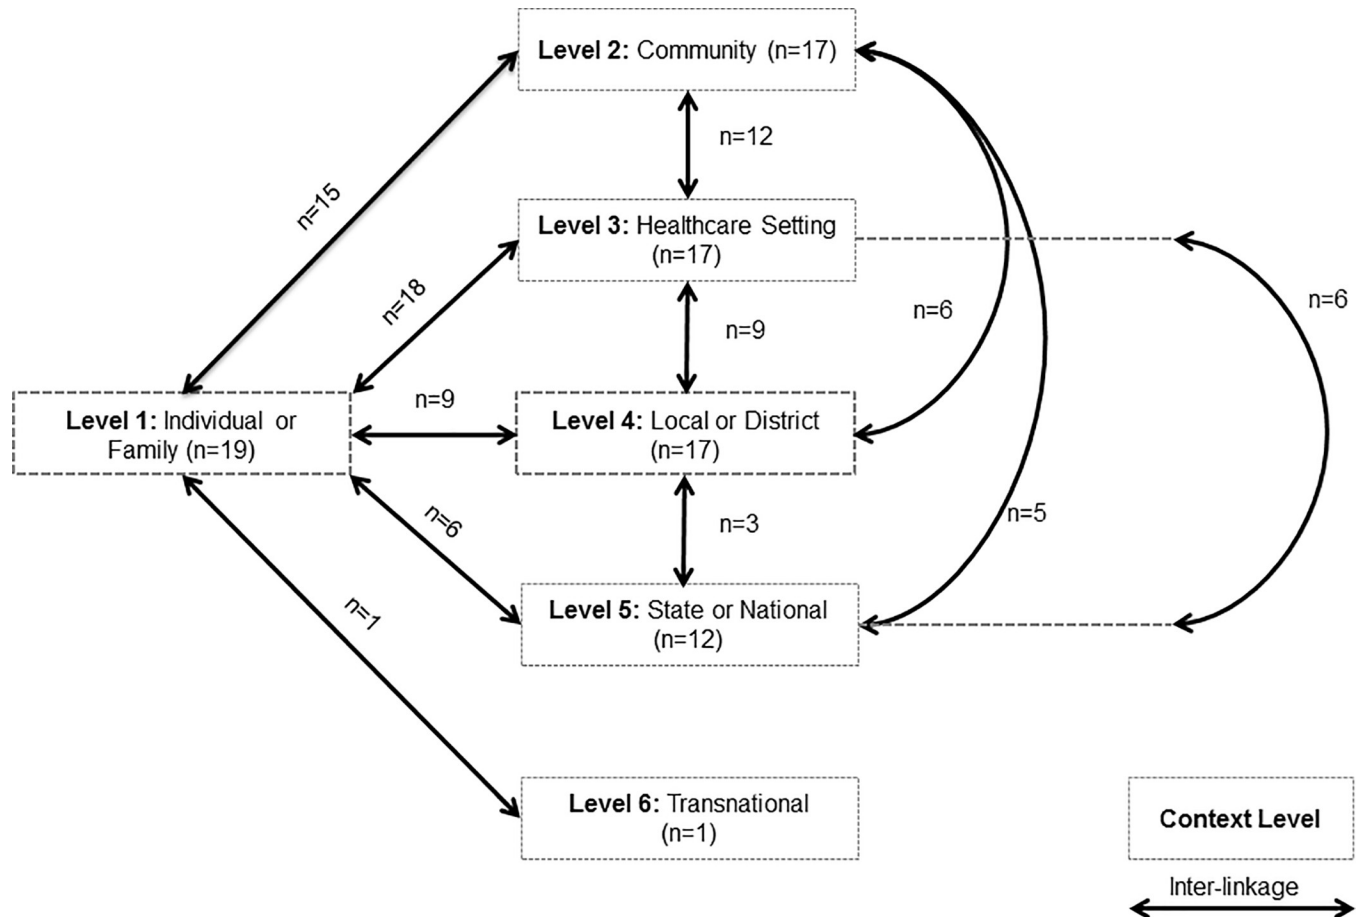 Level 2: Community (n=17)
n=12
n=15
Level 3: Healthcare Setting
(n=17)
n=18
n=9
n=6
n=6
n=9
Level 1: Individual or
Family (n=19)
Level 4: Local or District
(n=17)
n=6
n=3
n=5
Level 5: State or National
(n=12)
n=1
Level 6: Transnational
(n=1)
Context Level
Inter-linkage